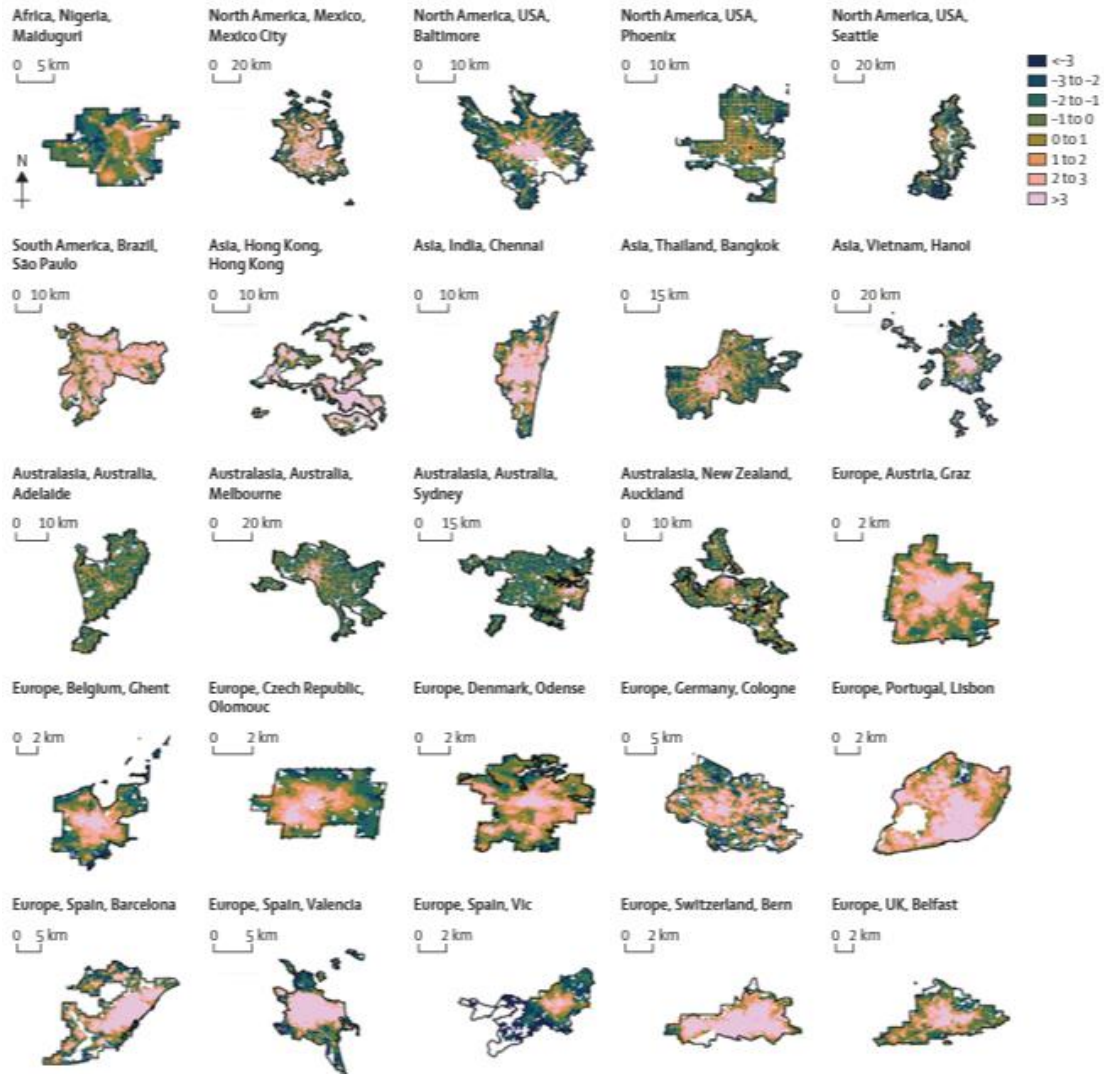 Africa, Nigeria,
Maiduguri
0 5 km
N
North America, Mexico,
Mexico City
0 20 km
North America, USA,
Baltimore
0 10 km
North America, USA,
Phoenix
0 10 km
North America, USA,
Seattle
0 20 km
<–3
–3 to –2
–2 to –1
–1 to 0
0 to 1
1 to 2
2 to 3
>3
South America, Brazil,
São Paulo
0 10 km
Asia, Hong Kong,
Hong Kong
0 10 km
Asia, India, Chennai
0 10 km
Asia, Thailand, Bangkok
0 15 km
Asia, Vietnam, Hanoi
0 20 km
Australasia, Australia,
Adelaide
0 10 km
Australasia, Australia,
Melbourne
0 20 km
Australasia, Australia,
Sydney
0 15 km
Australasia, New Zealand,
Auckland
0 10 km
Europe, Austria, Graz
0 2 km
Europe, Belgium, Ghent
0 2 km
Europe, Czech Republic,
Olomouc
0 2 km
Europe, Denmark, Odense
0 2 km
Europe, Germany, Cologne
0 5 km
Europe, Portugal, Lisbon
0 2 km
Europe, Spain, Barcelona
0 5 km
Europe, Spain, Valencia
0 5 km
Europe, Spain, Vic
0 2 km
Europe, Switzerland, Bern
0 2 km
Europe, UK, Belfast
0 2 km